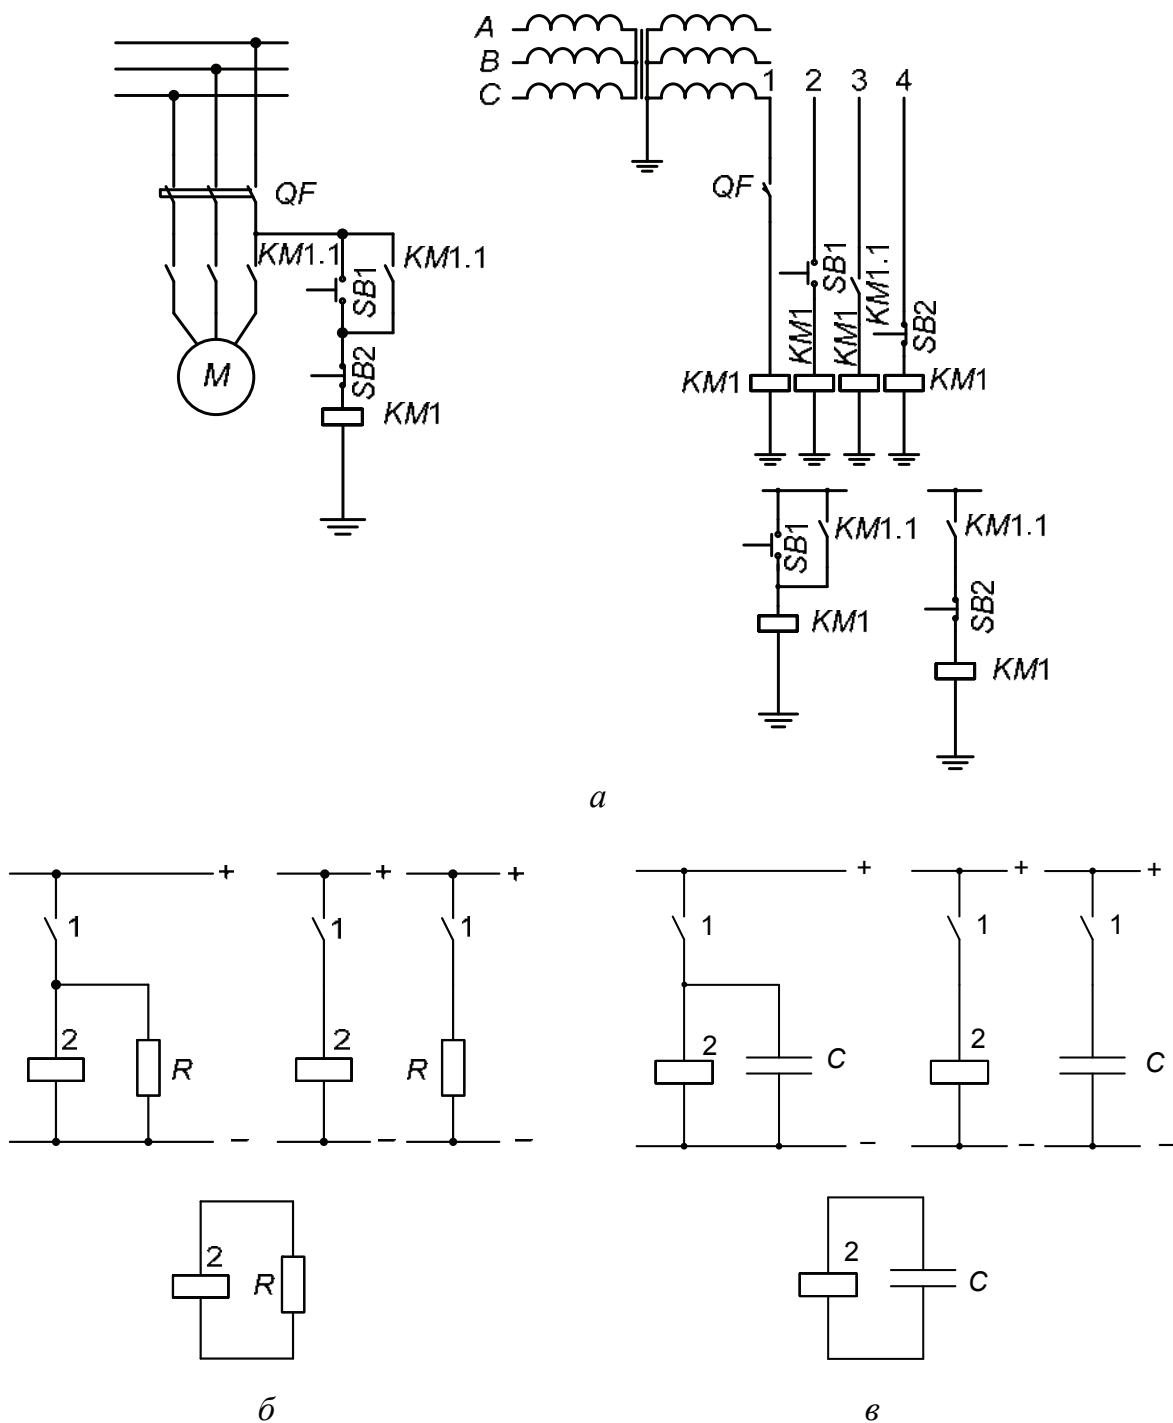 A
B
C
1 2 3 4
QF
QF
KM1.1
KM1.1
SB1
SB2
M
KM1
SB1
KM1.1
SB2
KM1
KM1
KM1
KM1
SB1
KM1.1
KM1
KM1.1
SB2
KM1
а
+ + +
1 1 1
2 2
R R
– – –
2
R
б
+ + +
1 1 1
2 2
C C
– – –
2
C
в